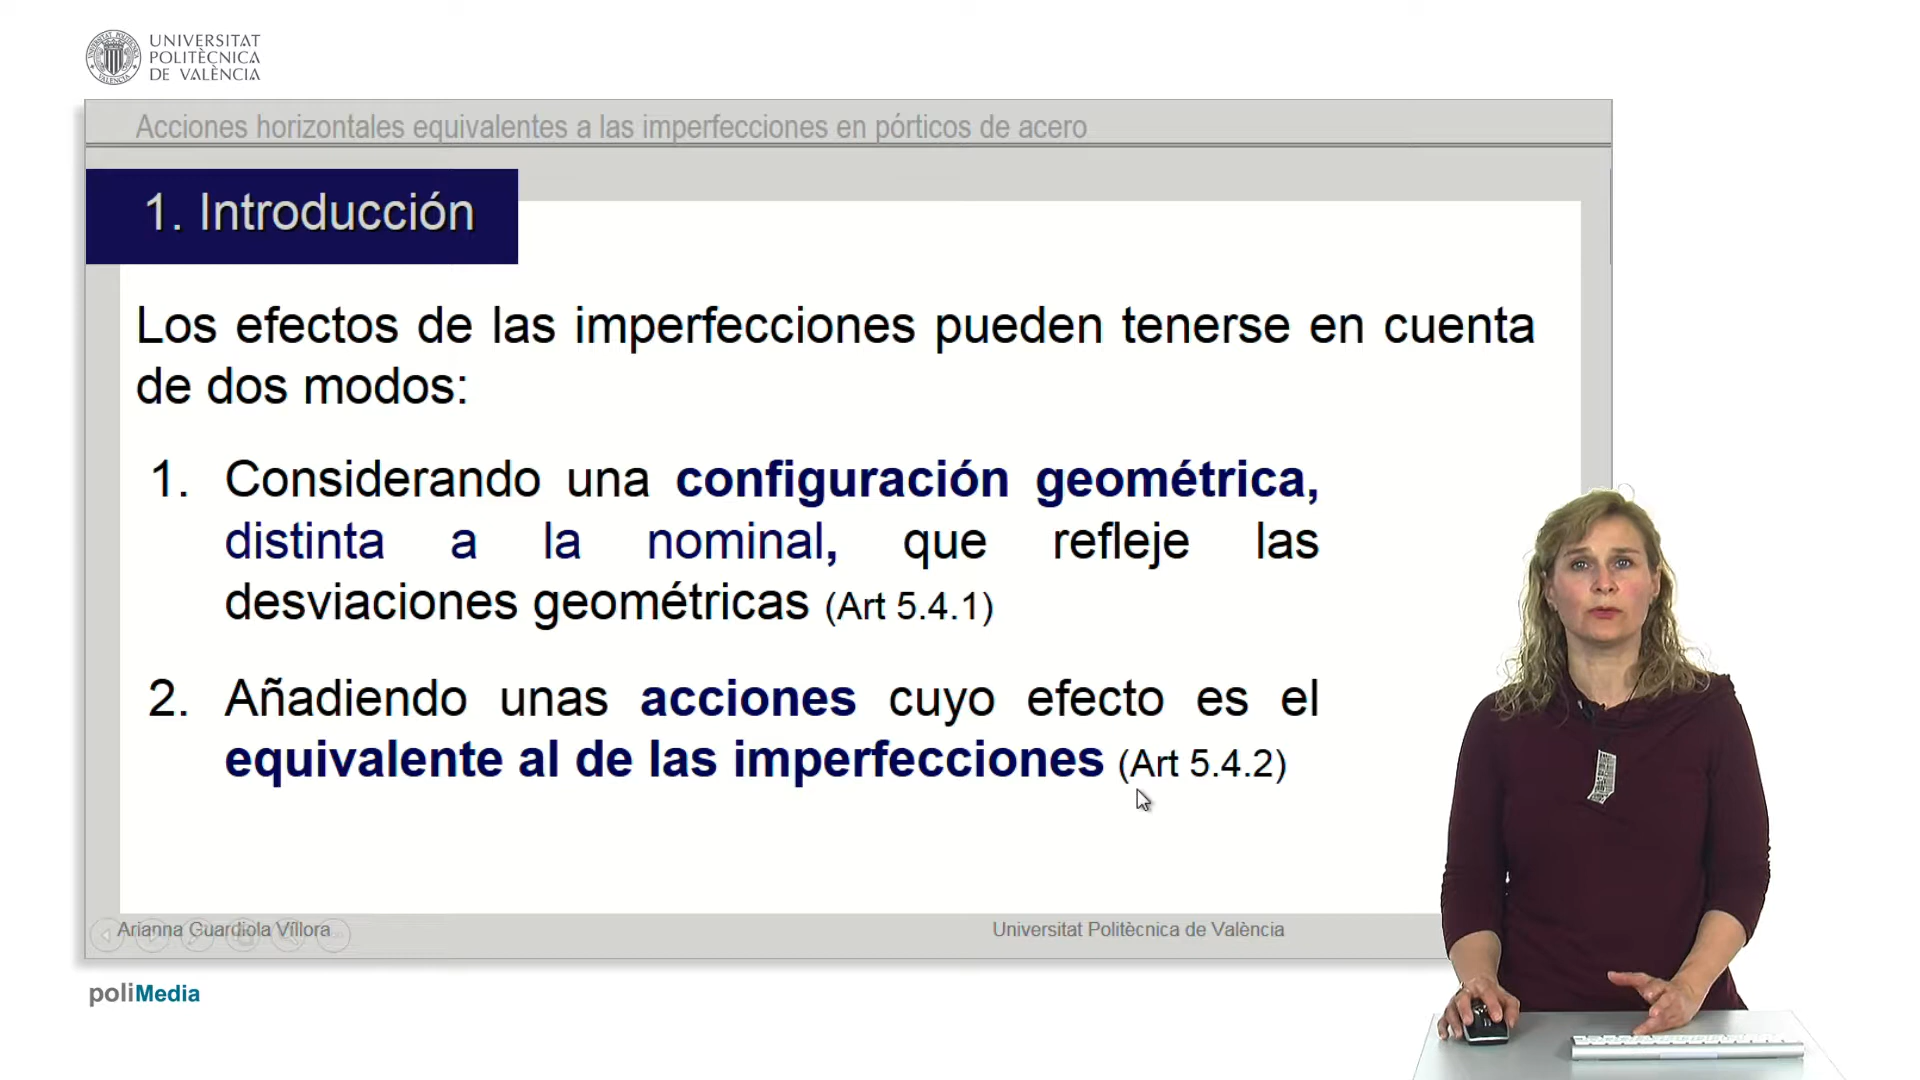 UNIVERSITAT
POLITÈCNICA
DE VALÈNCIA
Acciones horizontales equivalentes a las imperfecciones en pórticos de acero
1. Introducción
Los efectos de las imperfecciones pueden tenerse en cuenta
de dos modos:
1. Considerando una configuración geométrica,
distinta a la nominal, que refleje las
desviaciones geométricas (Art 5.4.1)
2. Añadiendo unas acciones cuyo efecto es el
equivalente al de las imperfecciones (Art 5.4.2)
Arianna Guardiola Víllora
Universitat Politècnica de València
poliMedia